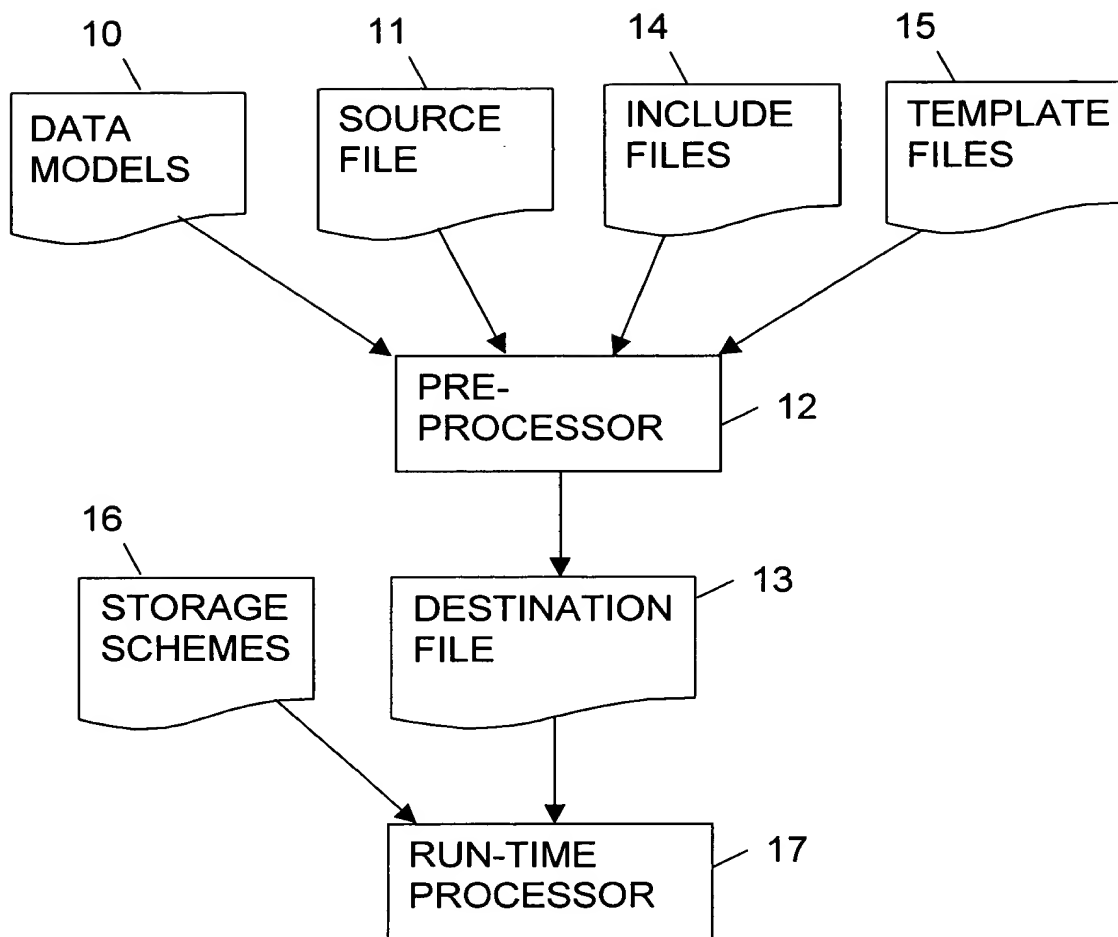 10
11
14
15
DATA
MODELS
SOURCE
FILE
INCLUDE
FILES
TEMPLATE
FILES
PRE-
PROCESSOR
12
16
STORAGE
SCHEMES
DESTINATION
FILE
13
RUN-TIME
PROCESSOR
17